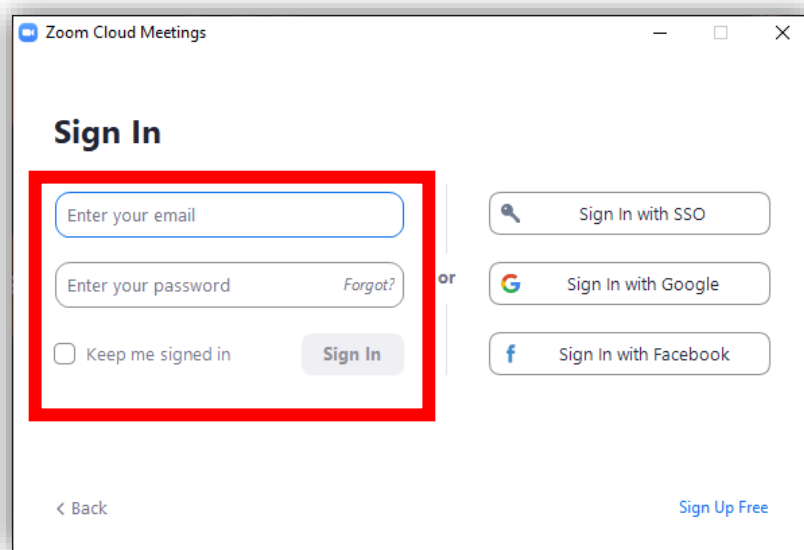 Zoom Cloud Meetings
Sign In
Enter your email
Enter your password Forgot?
Keep me signed in Sign In
or
Sign In with SSO
Sign In with Google
Sign In with Facebook
< Back
Sign Up Free